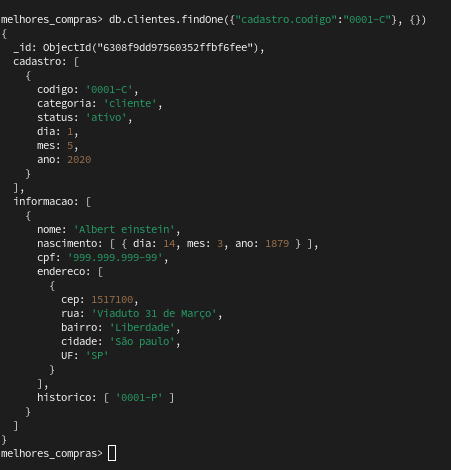 melhores_compras> db.clientes.findOne({"cadastro.codigo":"0001-C"}, {})
{
  _id: ObjectId("6308f9dd97560352ffbf6fee"),
  cadastro: [
    {
      codigo: '0001-C',
      categoria: 'cliente',
      status: 'ativo',
      dia: 1,
      mes: 5,
      ano: 2020
    }
  ],
  informacao: [
    {
      nome: 'Albert einstein',
      nascimento: [ { dia: 14, mes: 3, ano: 1879 } ],
      cpf: '999.999.999-99',
      endereco: [
        {
          cep: 1517100,
          rua: 'Viaduto 31 de Março',
          bairro: 'Liberdade',
          cidade: 'São paulo',
          UF: 'SP'
        }
      ],
      historico: [ '0001-P' ]
    }
  ]
}
melhores_compras>